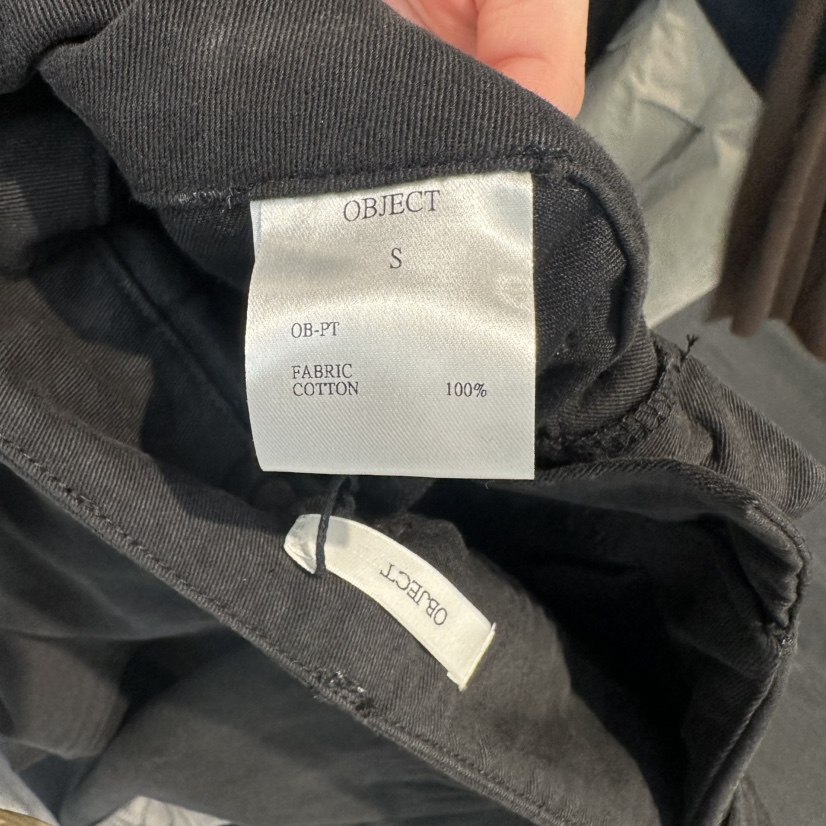 OBJECT
S
OB-PT
FABRIC
COTTON 100%
OBJECT